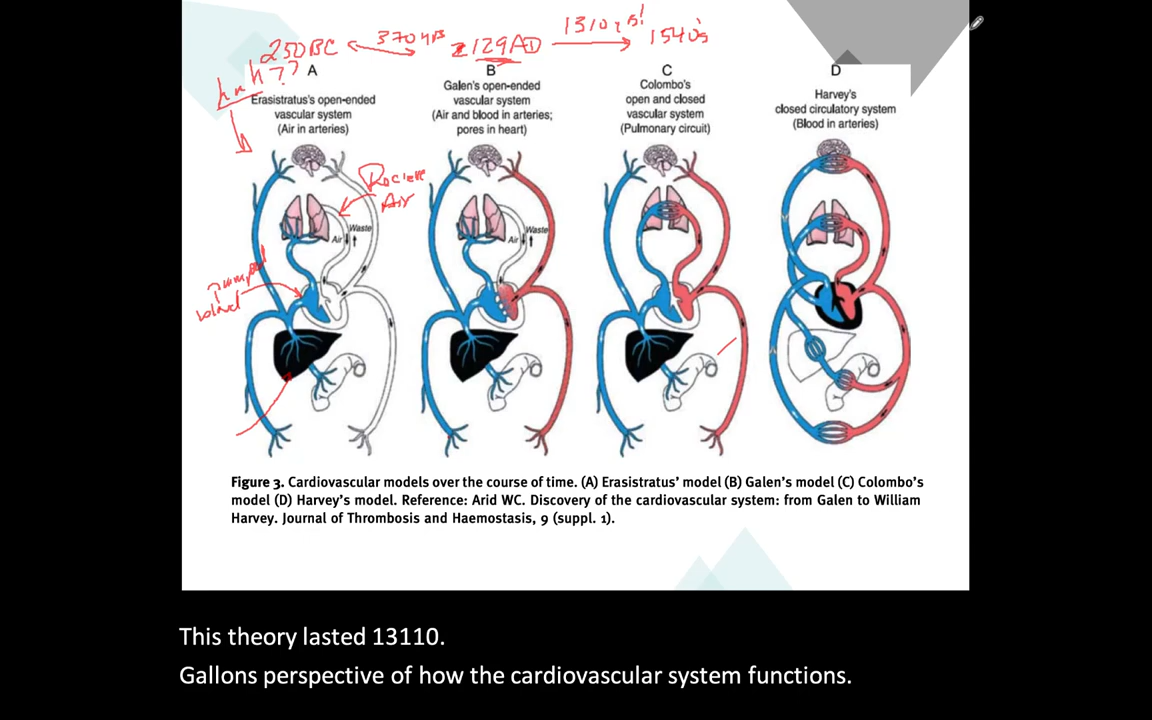 250BC 370 yrs 129AD 1310 yrs! 1540's
huh??
A
Erasistratus's open-ended
vascular system
(Air in arteries)
B
Galen's open-ended
vascular system
(Air and blood in arteries;
pores in heart)
C
Colombo's
open and closed
vascular system
(Pulmonary circuit)
D
Harvey's
closed circulatory system
(Blood in arteries)
Air
Waste
Air
Waste
Air
Figure 3. Cardiovascular models over the course of time. (A) Erasistratus’ model (B) Galen’s model (C) Colombo’s
model (D) Harvey’s model. Reference: Arid WC. Discovery of the cardiovascular system: from Galen to William
Harvey. Journal of Thrombosis and Haemostasis, 9 (suppl. 1).
This theory lasted 13110.
Gallons perspective of how the cardiovascular system functions.